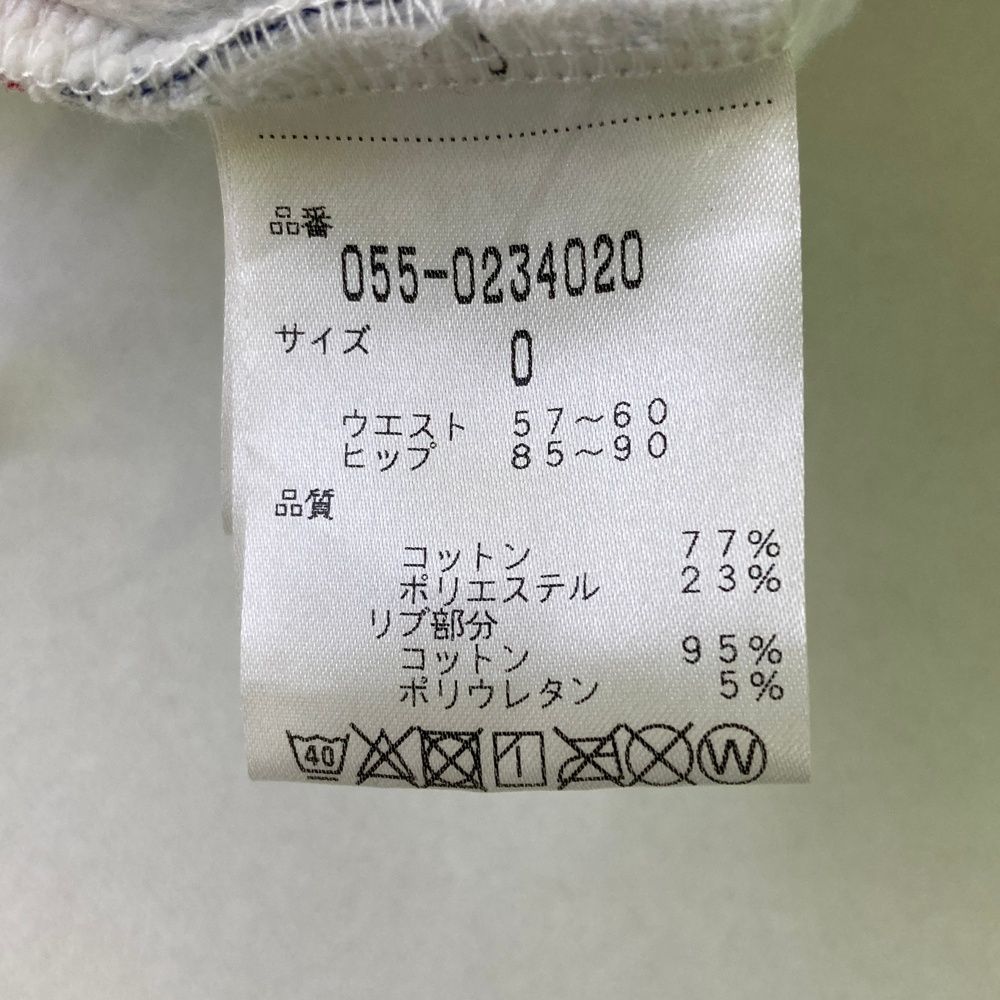 品番
055-0234020
サイズ 0
ウエスト 57~60
ヒップ 85~90
品質
コットン 77%
ポリエステル 23%
リブ部分
コットン 95%
ポリウレタン 5%
40 W